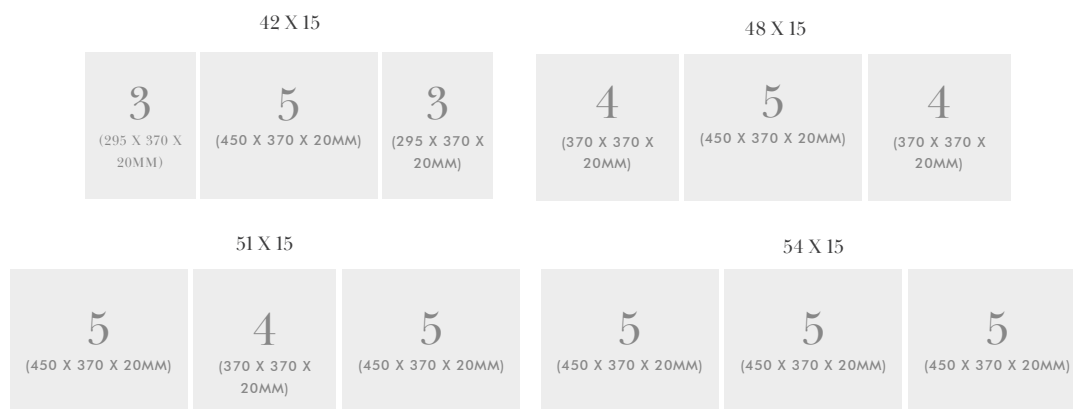 42 X 15
3
(295 X 370 X
20MM)
5
(450 X 370 X 20MM)
3
(295 X 370 X
20MM)
48 X 15
4
(370 X 370 X
20MM)
5
(450 X 370 X 20MM)
4
(370 X 370 X
20MM)
51 X 15
5
(450 X 370 X 20MM)
4
(370 X 370 X
20MM)
5
(450 X 370 X 20MM)
54 X 15
5
(450 X 370 X 20MM)
5
(450 X 370 X 20MM)
5
(450 X 370 X 20MM)